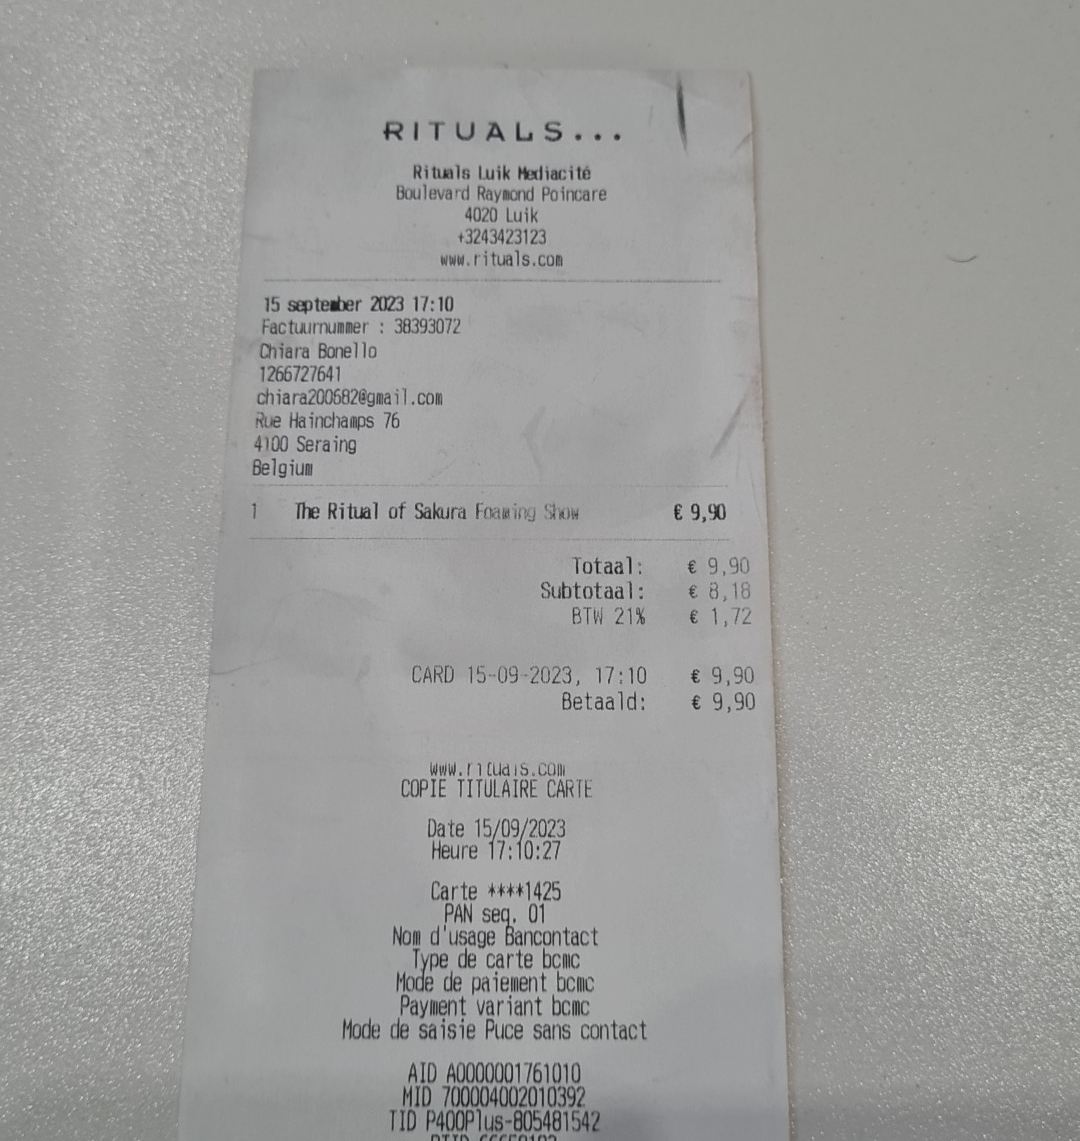 RITUALS...
Rituals Luik Mediacité
Boulevard Raymond Poincare
4020 Luik
+3243423123
www.rituals.com
15 september 2023 17:10
Factuurnummer : 38393072
Chiara Bonello
1266727641
chiara200682@gmail.com
Rue Hainchamps 76
4100 Seraing
Belgium
1 The Ritual of Sakura Foaming Show € 9,90
Totaal: € 9,90
Subtotaal: € 8,18
BTW 21% € 1,72
CARD 15-09-2023, 17:10 € 9,90
Betaald: € 9,90
www.rituals.com
COPIE TITULAIRE CARTE
Date 15/09/2023
Heure 17:10:27
Carte ****1425
PAN seq. 01
Nom d'usage Bancontact
Type de carte bcmc
Mode de paiement bcmc
Payment variant bcmc
Mode de saisie Puce sans contact
AID A0000001761010
MID 700004002010392
TID P400Plus-805481542